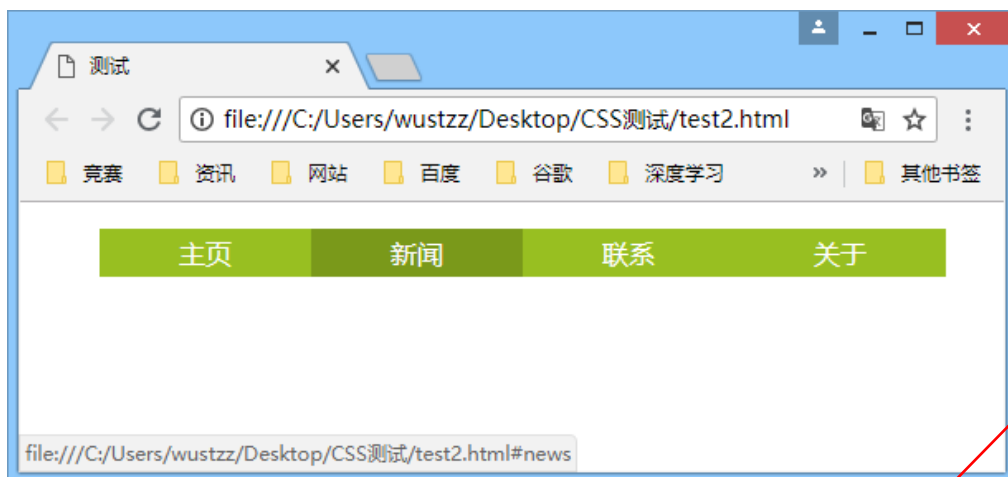 测试
file:///C:/Users/wustzz/Desktop/CSS测试/test2.html
竞赛 资讯 网站 百度 谷歌 深度学习 » 其他书签
主页 新闻 联系 关于
file:///C:/Users/wustzz/Desktop/CSS测试/test2.html#news